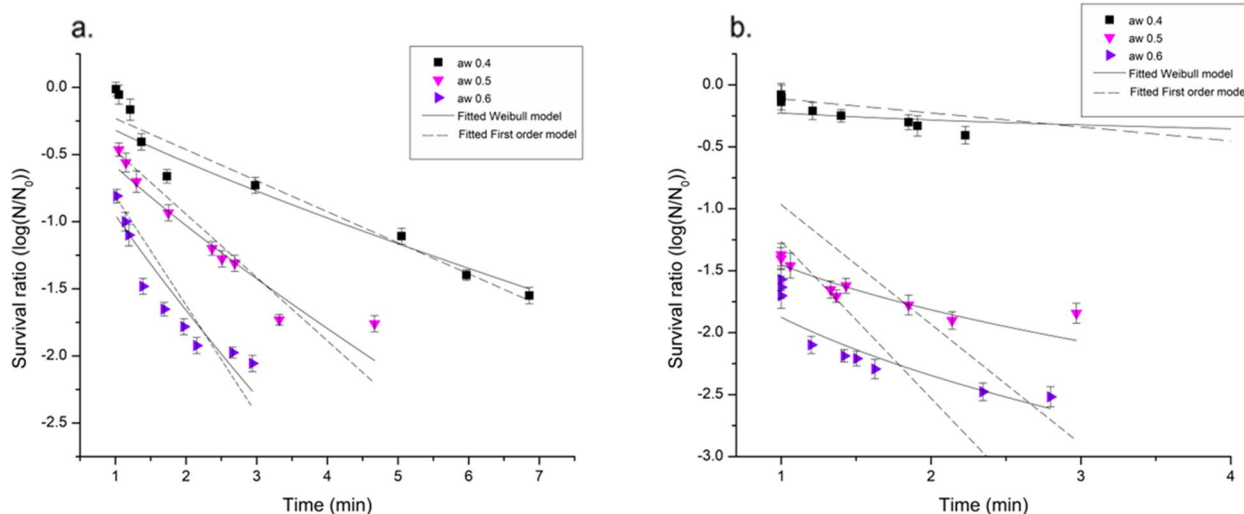 a.
aw 0.4
aw 0.5
aw 0.6
Fitted Weibull model
Fitted First order model
0.0
-0.5
-1.0
-1.5
-2.0
-2.5
Survival ratio (log(N/N₀))
1 2 3 4 5 6 7
Time (min)
b.
aw 0.4
aw 0.5
aw 0.6
Fitted Weibull model
Fitted First order model
0.0
-0.5
-1.0
-1.5
-2.0
-2.5
-3.0
Survival ratio (log(N/N₀))
1 2 3 4
Time (min)